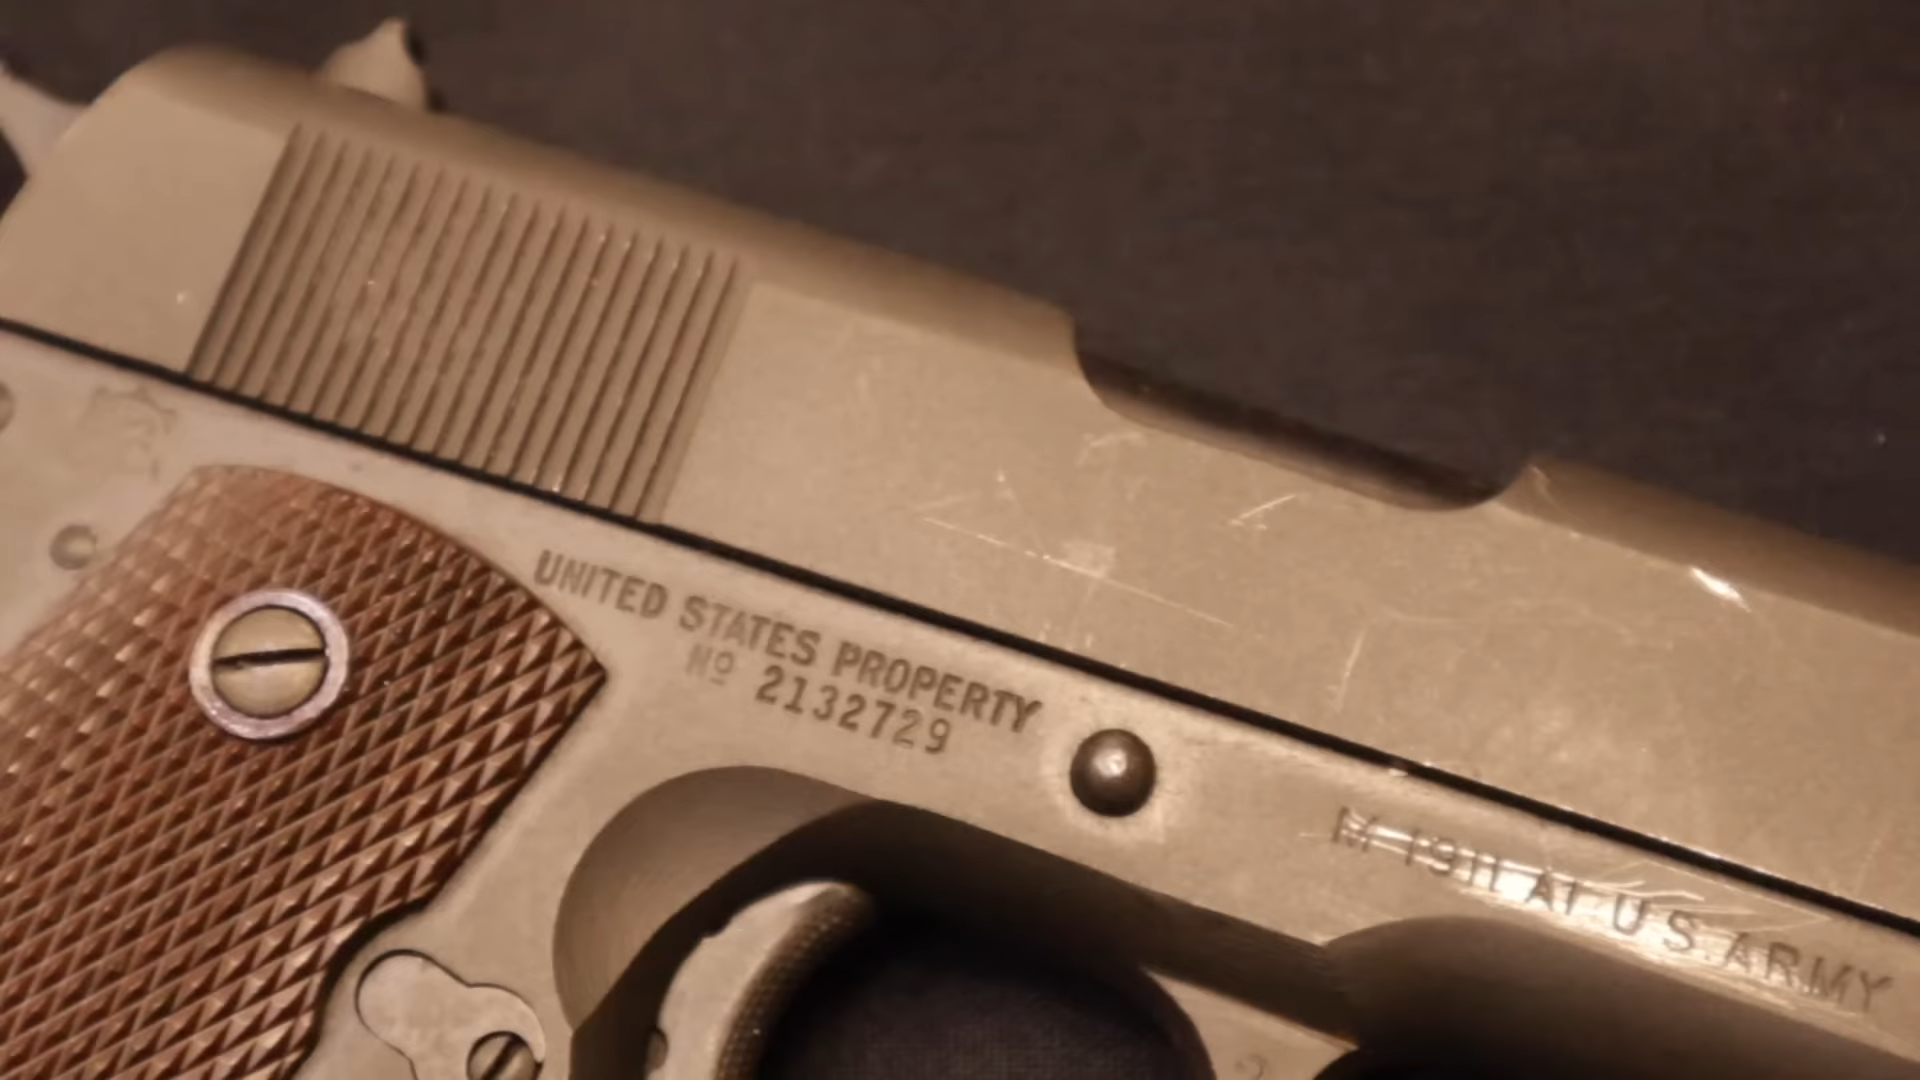 UNITED STATES PROPERTY
Nº 2132729
M 1911 A1 U.S. ARMY